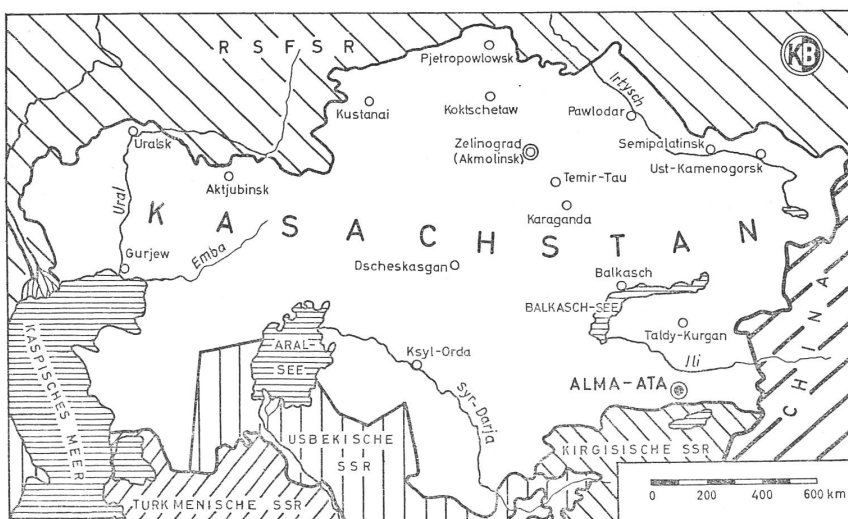 R S F S R
KB
Pjetropowlowsk
Irtysch
Kustanai
Koktschetaw
Pawlodar
Uralsk
Zelinograd
(Akmolinsk)
Semipalatinsk
Ust-Kamenogorsk
Aktjubinsk
Temir-Tau
Ural
Karaganda
KASACHSTAN
Gurjew
Emba
Dscheskasgan
Balkasch
BALKASCH-SEE
CHINA
KASPISCHES MEER
ARAL-
SEE
Ksyl-Orda
Taldy-Kurgan
Ili
Syr-Darja
ALMA-ATA
USBEKISCHE
SSR
KIRGISISCHE SSR
TURKMENISCHE SSR
0 200 400 600 km